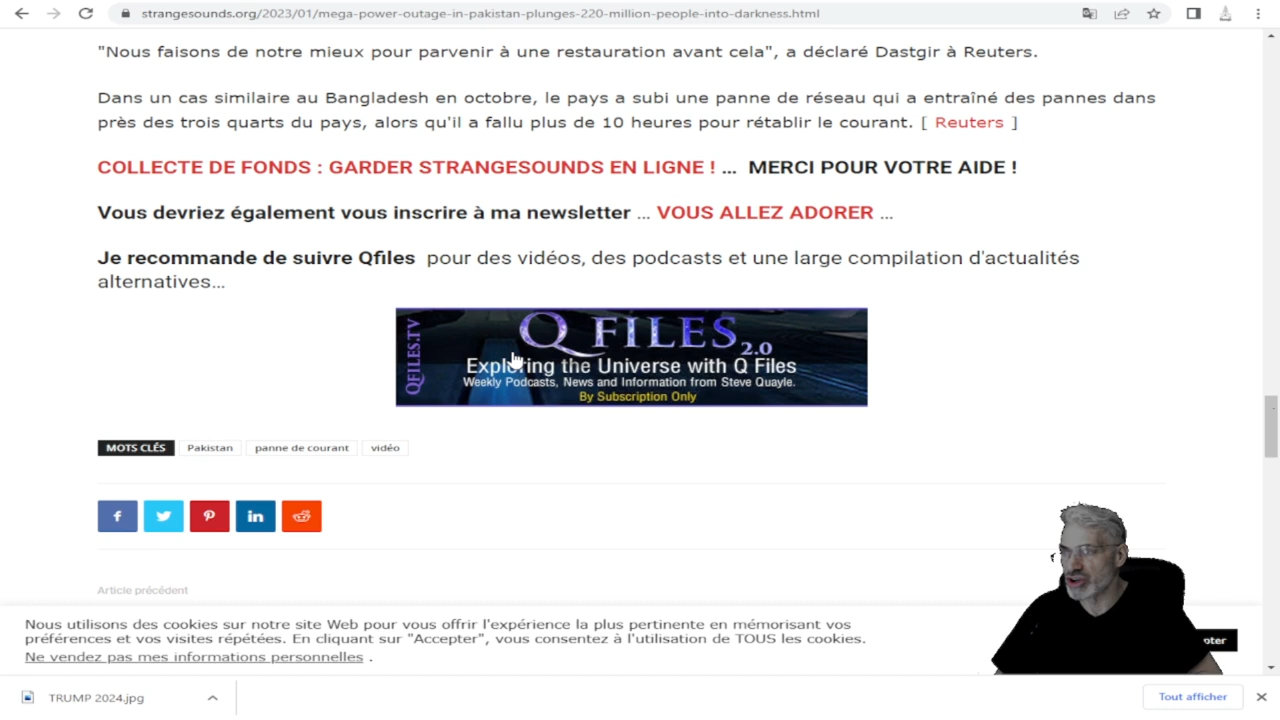 strangesounds.org/2023/01/mega-power-outage-in-pakistan-plunges-220-million-people-into-darkness.html
"Nous faisons de notre mieux pour parvenir à une restauration avant cela", a déclaré Dastgir à Reuters.
Dans un cas similaire au Bangladesh en octobre, le pays a subi une panne de réseau qui a entraîné des pannes dans
près des trois quarts du pays, alors qu'il a fallu plus de 10 heures pour rétablir le courant. [ Reuters ]
COLLECTE DE FONDS : GARDER STRANGESOUNDS EN LIGNE ! ... MERCI POUR VOTRE AIDE !
Vous devriez également vous inscrire à ma newsletter ... VOUS ALLEZ ADORER ...
Je recommande de suivre Qfiles pour des vidéos, des podcasts et une large compilation d'actualités
alternatives...
QFILES.TV
Q FILES 2.0
Exploring the Universe with Q Files
Weekly Podcasts, News and Information from Steve Quayle.
By Subscription Only
MOTS CLÉS Pakistan panne de courant vidéo
Article précédent
Nous utilisons des cookies sur notre site Web pour vous offrir l'expérience la plus pertinente en mémorisant vos
préférences et vos visites répétées. En cliquant sur "Accepter", vous consentez à l'utilisation de TOUS les cookies.
pter
Ne vendez pas mes informations personnelles .
TRUMP 2024.jpg
Tout afficher